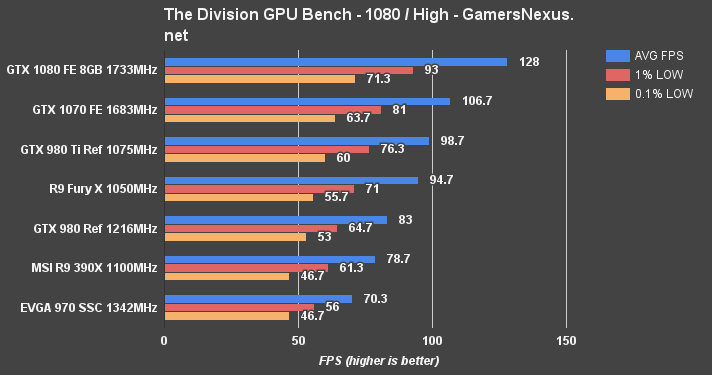 The Division GPU Bench - 1080 / High - GamersNexus.
net
AVG FPS
1% LOW
0.1% LOW
GTX 1080 FE 8GB 1733MHz
128
93
71.3
GTX 1070 FE 1683MHz
106.7
81
63.7
GTX 980 Ti Ref 1075MHz
98.7
76.3
60
R9 Fury X 1050MHz
94.7
71
55.7
GTX 980 Ref 1216MHz
83
64.7
53
MSI R9 390X 1100MHz
78.7
61.3
46.7
EVGA 970 SSC 1342MHz
70.3
56
46.7
0 50 100 150
FPS (higher is better)